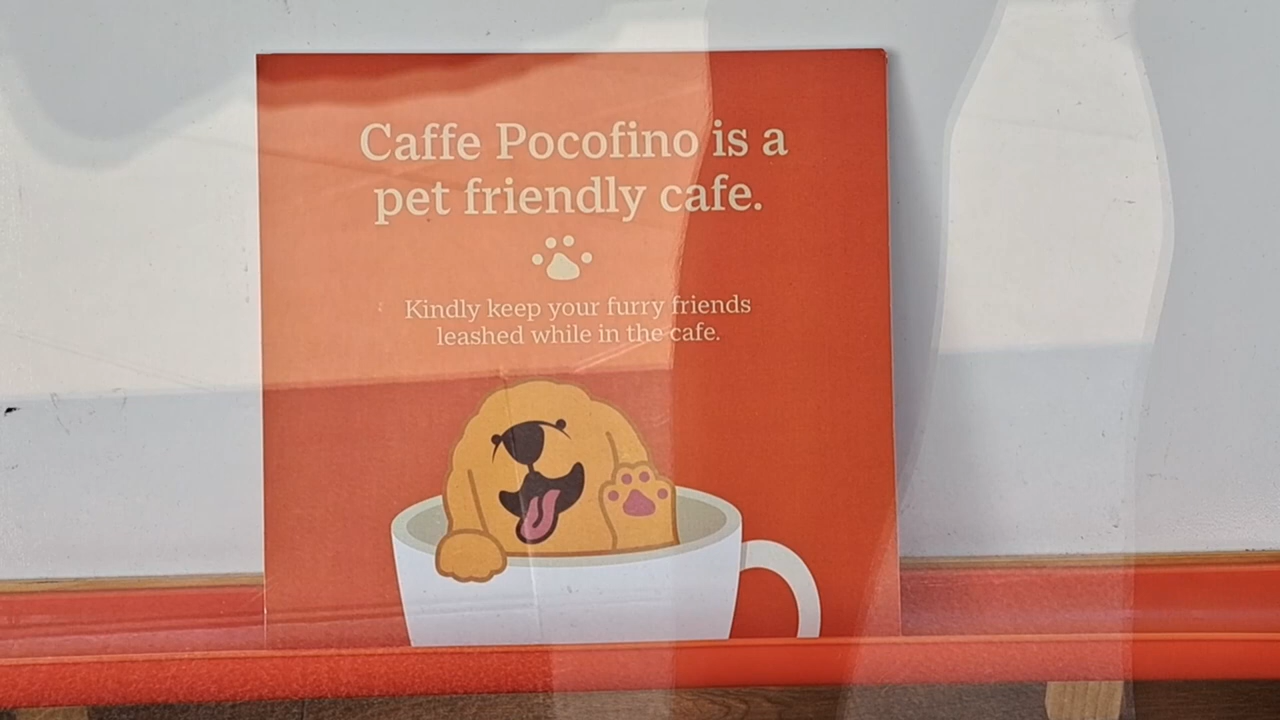 Caffe Pocofino is a
pet friendly cafe.
Kindly keep your furry friends
leashed while in the cafe.